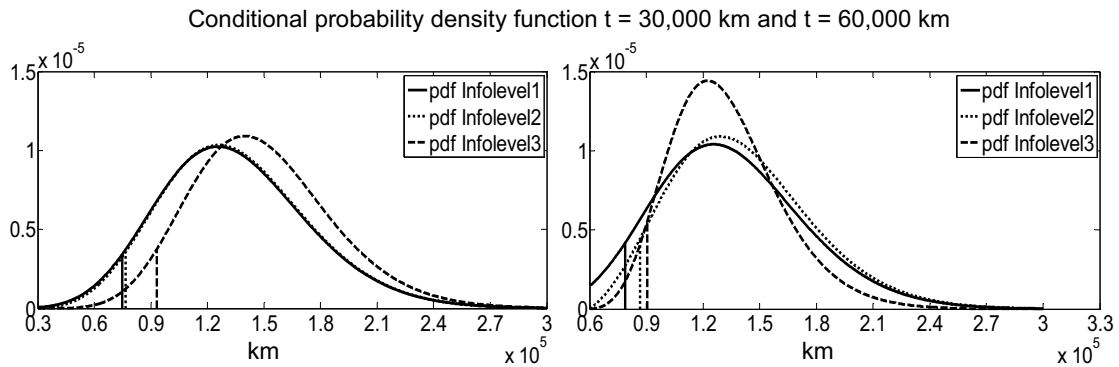 Conditional probability density function t = 30,000 km and t = 60,000 km
x 10^-5
1.5
1
0.5
0
0.3 0.6 0.9 1.2 1.5 1.8 2.1 2.4 2.7 3
km
x 10^5
pdf Infolevel1
pdf Infolevel2
pdf Infolevel3
x 10^-5
1.5
1
0.5
0
0.6 0.9 1.2 1.5 1.8 2.1 2.4 2.7 3 3.3
km
x 10^5
pdf Infolevel1
pdf Infolevel2
pdf Infolevel3